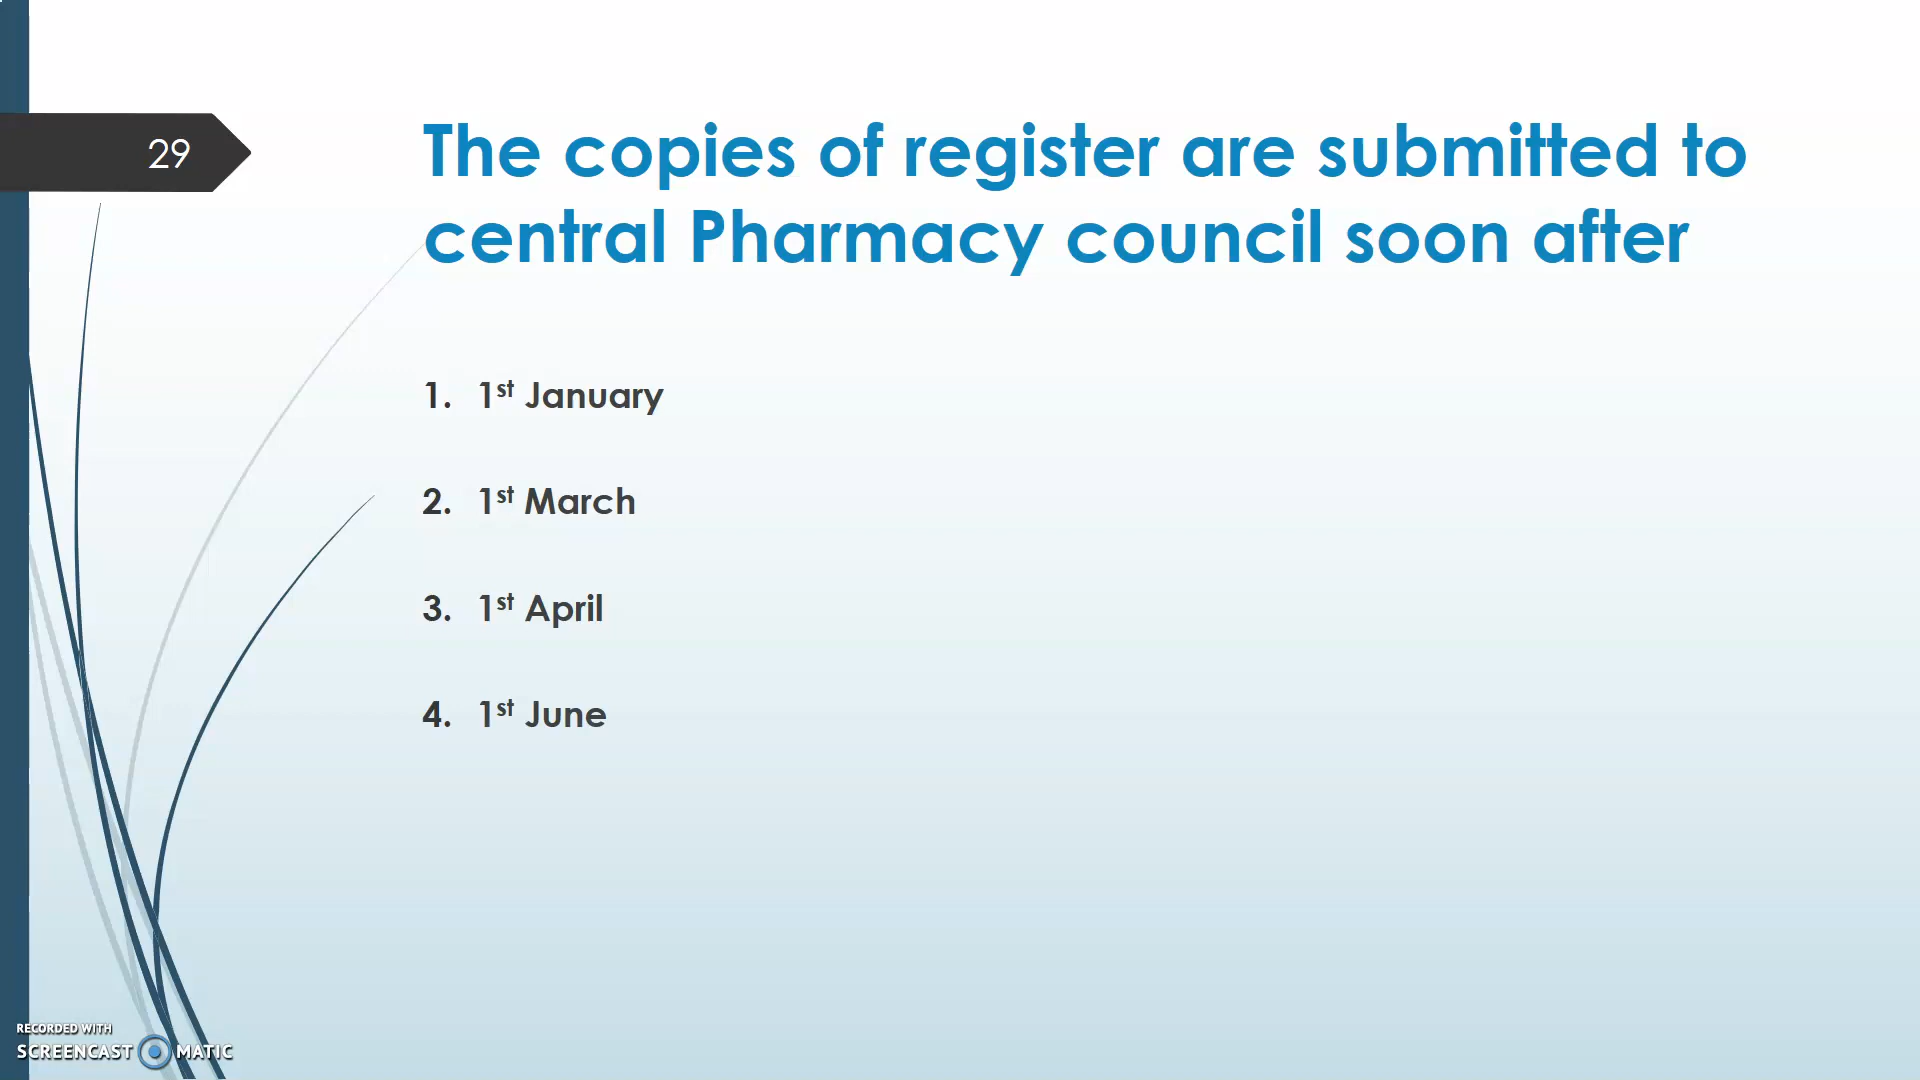 29
The copies of register are submitted to
central Pharmacy council soon after
1. 1st January
2. 1st March
3. 1st April
4. 1st June
RECORDED WITH
SCREENCAST MATIC